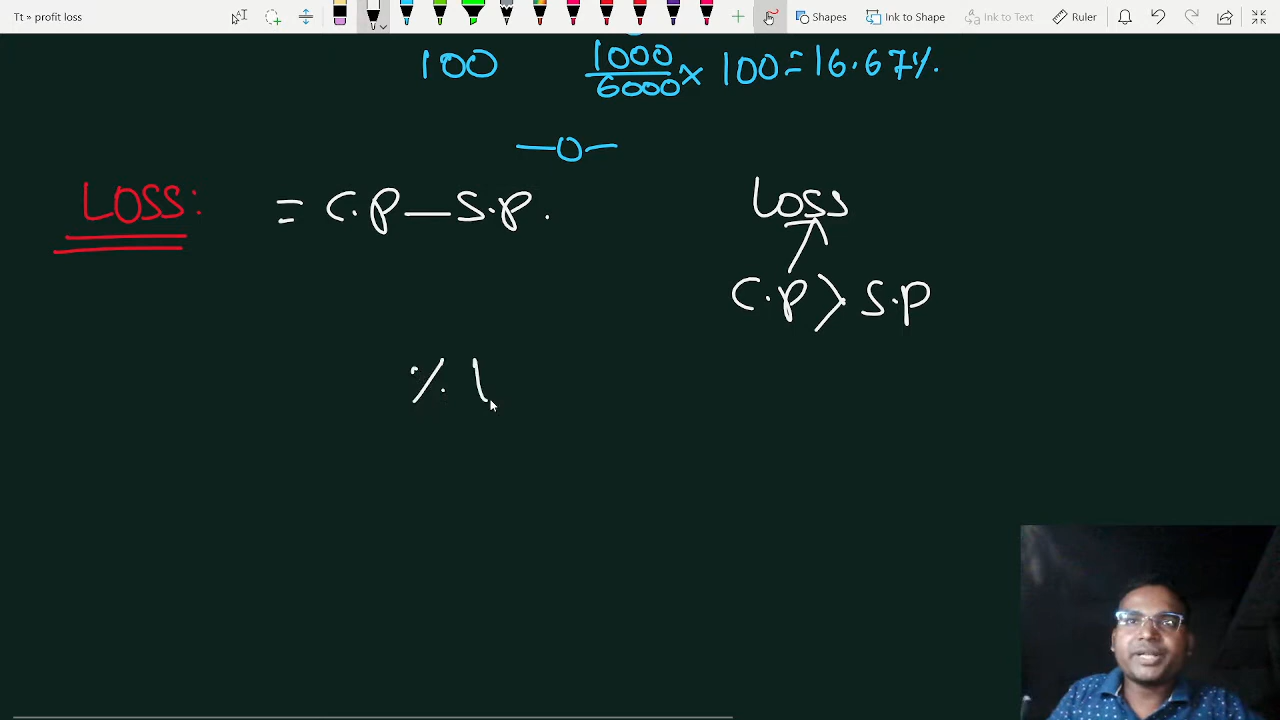 Tt » profit loss
Shapes Ink to Shape Ink to Text Ruler
100 1000/6000 × 100 = 16.67%.
—0—
LOSS: = C.P — S.P. Loss
C.P > S.P
% l